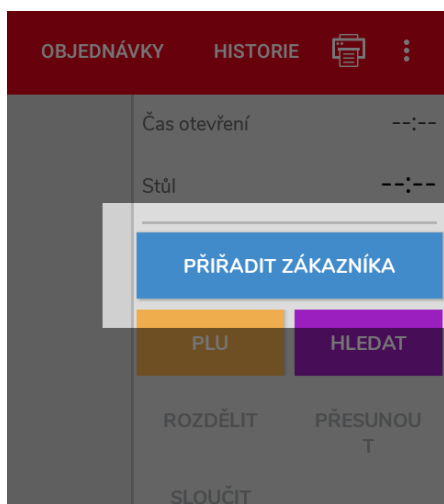 OBJEDNÁVKY HISTORIE
Čas otevření --:--
Stůl --:--
PŘIŘADIT ZÁKAZNÍKA
PLU HLEDAT
ROZDĚLIT PŘESUNOU
T
SLOUČIT